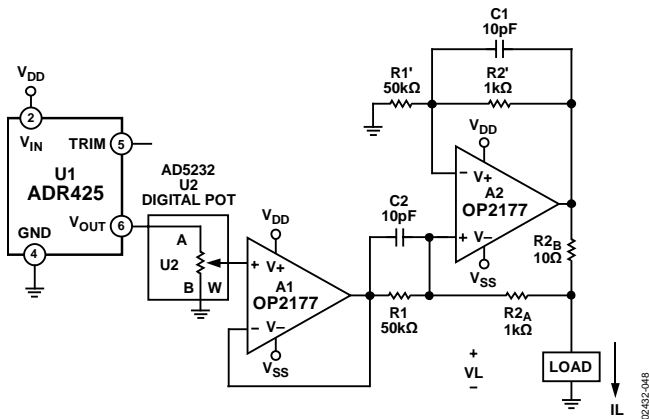 C1
10pF
R1'
50kΩ
R2'
1kΩ
VDD
2
VIN
TRIM
5
U1
ADR425
VOUT
6
GND
4
AD5232
U2
DIGITAL POT
A
U2
B
W
VDD
+
V+
A1
OP2177
−
V−
VSS
C2
10pF
R1
50kΩ
VDD
−
V+
A2
OP2177
+
V−
VSS
R2B
10Ω
R2A
1kΩ
+
VL
−
LOAD
IL
02432-048